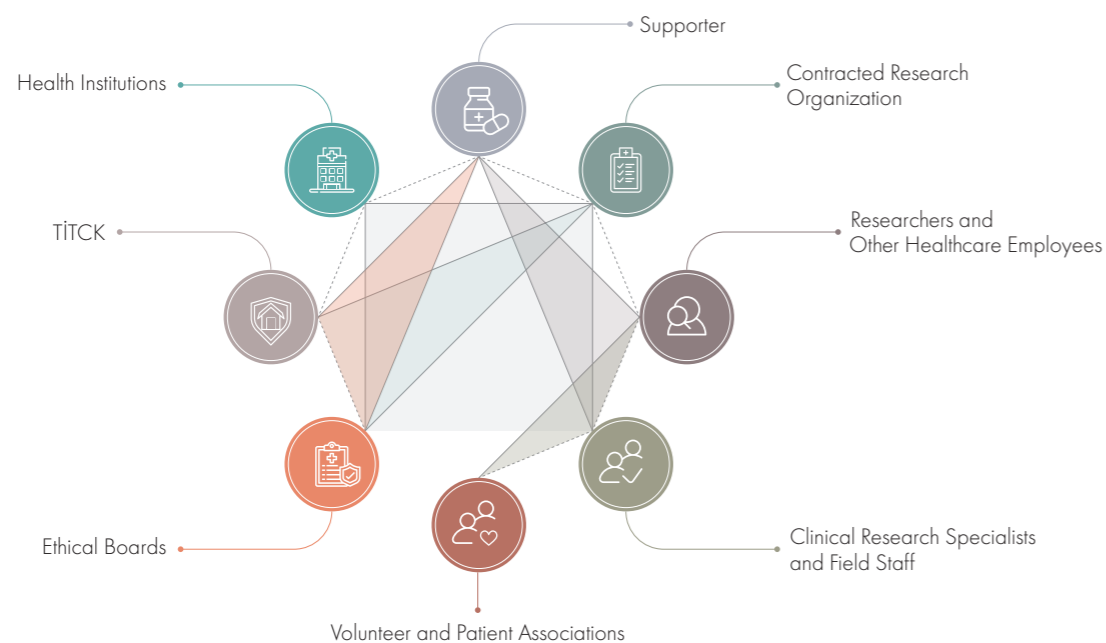 Supporter
Health Institutions
Contracted Research
Organization
TİTCK
Researchers and
Other Healthcare Employees
Ethical Boards
Clinical Research Specialists
and Field Staff
Volunteer and Patient Associations